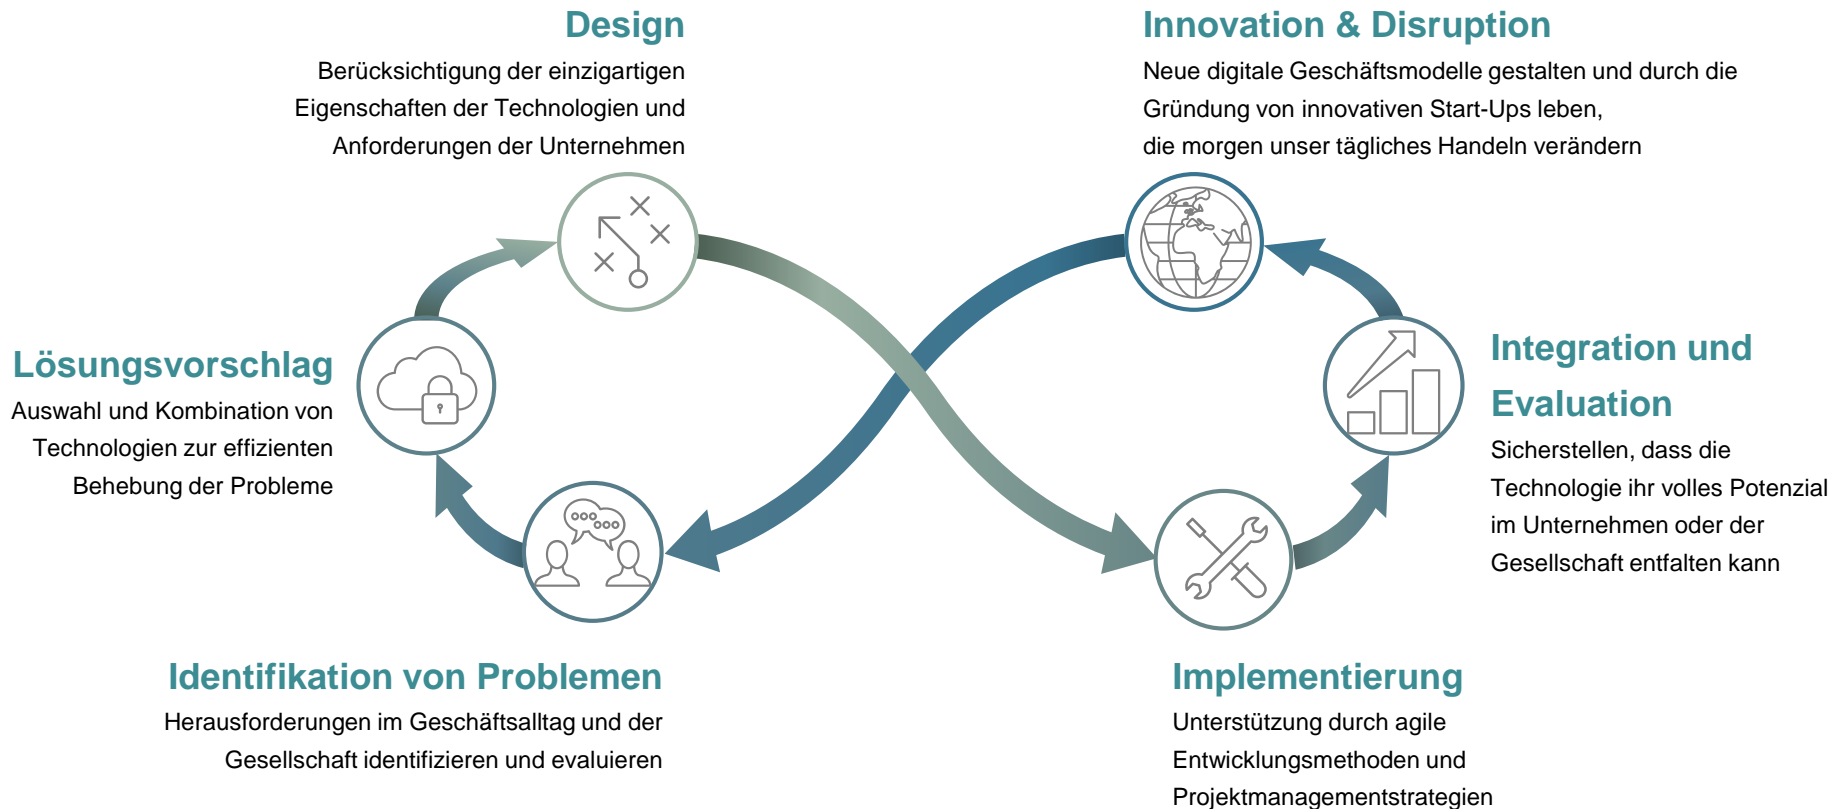 Design
Berücksichtigung der einzigartigen
Eigenschaften der Technologien und
Anforderungen der Unternehmen
Innovation & Disruption
Neue digitale Geschäftsmodelle gestalten und durch die
Gründung von innovativen Start-Ups leben,
die morgen unser tägliches Handeln verändern
Lösungsvorschlag
Auswahl und Kombination von
Technologien zur effizienten
Behebung der Probleme
Integration und
Evaluation
Sicherstellen, dass die
Technologie ihr volles Potenzial
im Unternehmen oder der
Gesellschaft entfalten kann
Identifikation von Problemen
Herausforderungen im Geschäftsalltag und der
Gesellschaft identifizieren und evaluieren
Implementierung
Unterstützung durch agile
Entwicklungsmethoden und
Projektmanagementstrategien